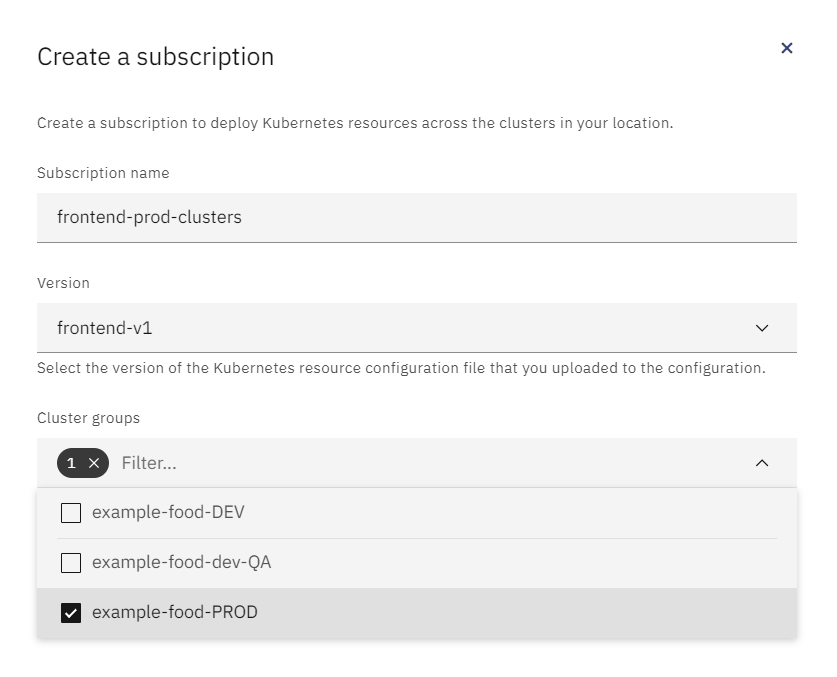 Create a subscription
Create a subscription to deploy Kubernetes resources across the clusters in your location.
Subscription name
frontend-prod-clusters
Version
frontend-v1
Select the version of the Kubernetes resource configuration file that you uploaded to the configuration.
Cluster groups
1 Filter...
example-food-DEV
example-food-dev-QA
example-food-PROD